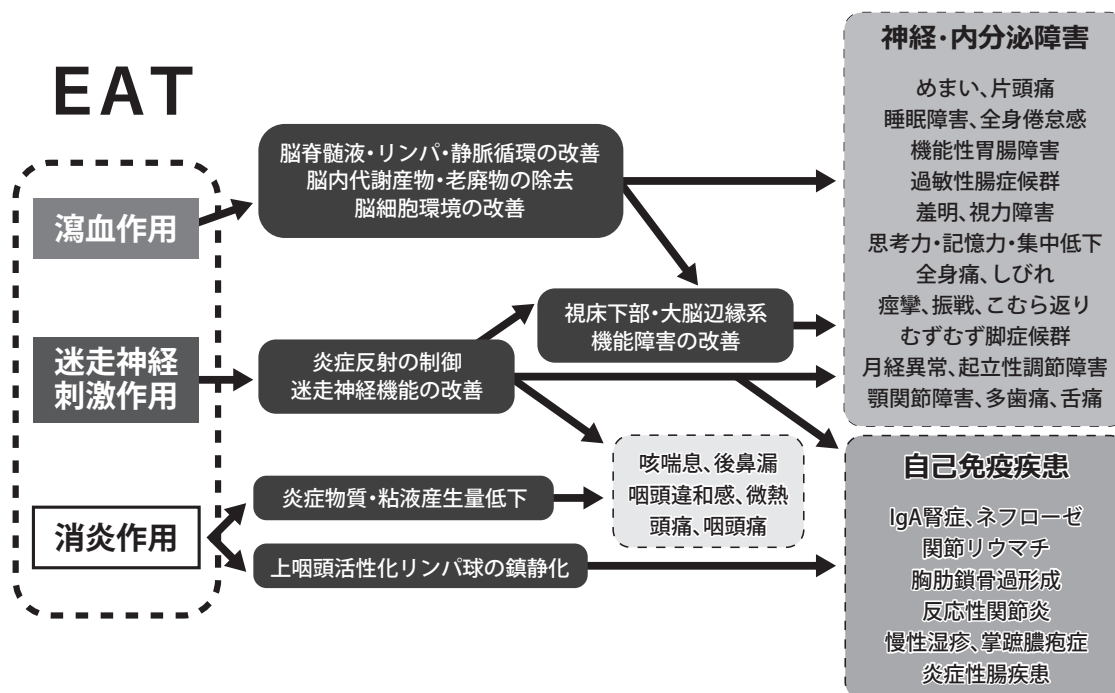 EAT
瀉血作用
迷走神経
刺激作用
消炎作用
脳脊髄液・リンパ・静脈循環の改善
脳内代謝産物・老廃物の除去
脳細胞環境の改善
視床下部・大脳辺縁系
機能障害の改善
炎症反射の制御
迷走神経機能の改善
炎症物質・粘液産生量低下
上咽頭活性化リンパ球の鎮静化
咳喘息、後鼻漏
咽頭違和感、微熱
頭痛、咽頭痛
神経・内分泌障害
めまい、片頭痛
睡眠障害、全身倦怠感
機能性胃腸障害
過敏性腸症候群
羞明、視力障害
思考力・記憶力・集中低下
全身痛、しびれ
痙攣、振戦、こむら返り
むずむず脚症候群
月経異常、起立性調節障害
顎関節障害、多歯痛、舌痛
自己免疫疾患
IgA腎症、ネフローゼ
関節リウマチ
胸肋鎖骨過形成
反応性関節炎
慢性湿疹、掌蹠膿疱症
炎症性腸疾患